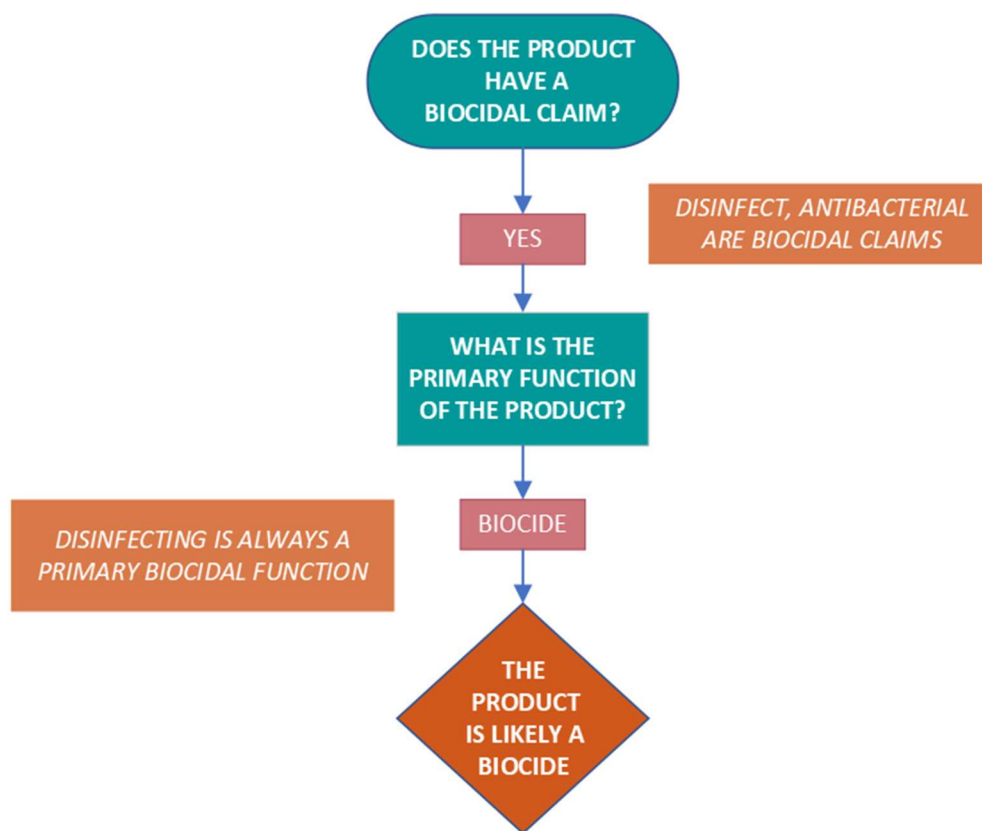 DOES THE PRODUCT
HAVE A
BIOCIDAL CLAIM?
YES
DISINFECT, ANTIBACTERIAL
ARE BIOCIDAL CLAIMS
WHAT IS THE
PRIMARY FUNCTION
OF THE PRODUCT?
BIOCIDE
DISINFECTING IS ALWAYS A
PRIMARY BIOCIDAL FUNCTION
THE
PRODUCT
IS LIKELY A
BIOCIDE